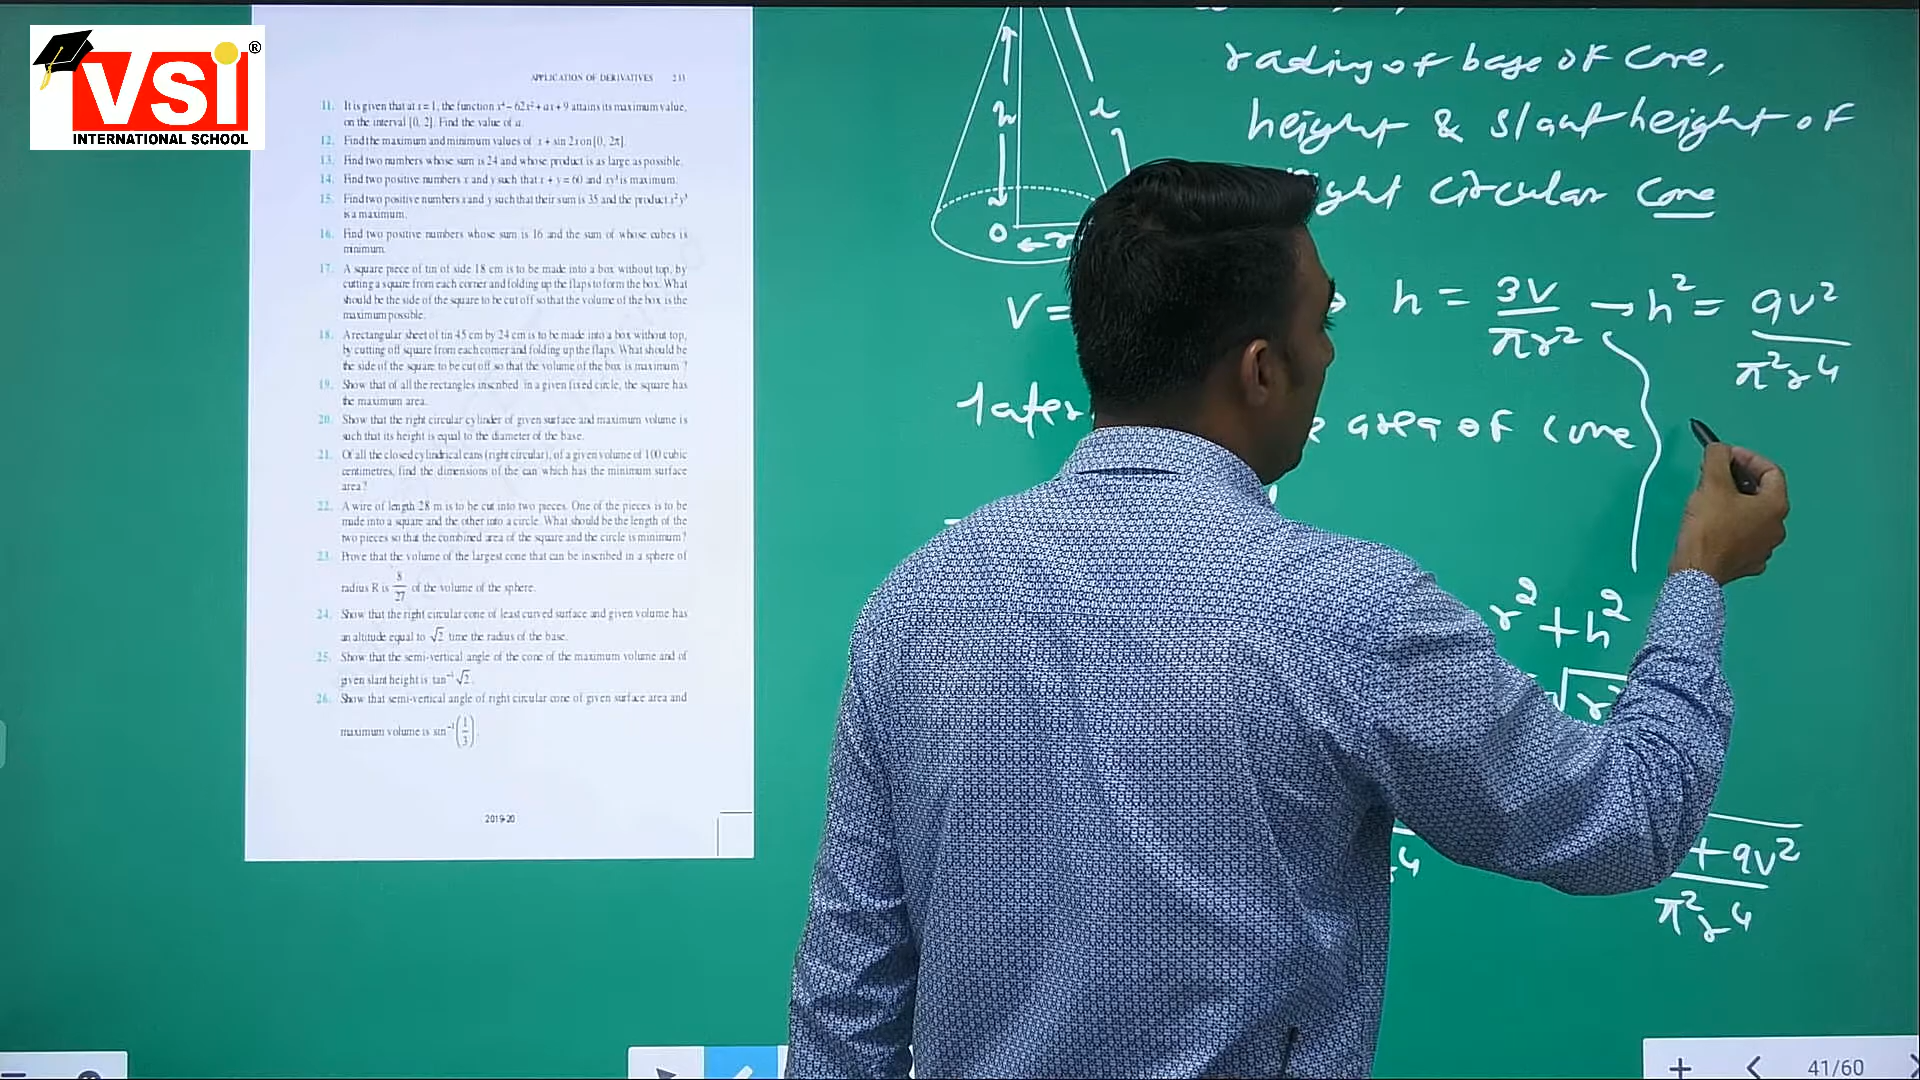 VSI
®
INTERNATIONAL SCHOOL
APPLICATION OF DERIVATIVES 233
11. It is given that at x = 1, the function x⁴ – 62x² + ax + 9 attains its maximum value,
on the interval [0, 2]. Find the value of a.
12. Find the maximum and minimum values of x + sin 2x on [0, 2π].
13. Find two numbers whose sum is 24 and whose product is as large as possible.
14. Find two positive numbers x and y such that x + y = 60 and xy³ is maximum.
15. Find two positive numbers x and y such that their sum is 35 and the product x² y⁵
is a maximum.
16. Find two positive numbers whose sum is 16 and the sum of whose cubes is
minimum.
17. A square piece of tin of side 18 cm is to be made into a box without top, by
cutting a square from each corner and folding up the flaps to form the box. What
should be the side of the square to be cut off so that the volume of the box is the
maximum possible.
18. A rectangular sheet of tin 45 cm by 24 cm is to be made into a box without top,
by cutting off square from each corner and folding up the flaps. What should be
the side of the square to be cut off so that the volume of the box is maximum ?
19. Show that of all the rectangles inscribed in a given fixed circle, the square has
the maximum area.
20. Show that the right circular cylinder of given surface and maximum volume is
such that its height is equal to the diameter of the base.
21. Of all the closed cylindrical cans (right circular), of a given volume of 100 cubic
centimetres, find the dimensions of the can which has the minimum surface
area ?
22. A wire of length 28 m is to be cut into two pieces. One of the pieces is to be
made into a square and the other into a circle. What should be the length of the
two pieces so that the combined area of the square and the circle is minimum?
23. Prove that the volume of the largest cone that can be inscribed in a sphere of
radius R is 8/27 of the volume of the sphere.
24. Show that the right circular cone of least curved surface and given volume has
an altitude equal to √2 time the radius of the base.
25. Show that the semi-vertical angle of the cone of the maximum volume and of
given slant height is tan⁻¹ √2.
26. Show that semi-vertical angle of right circular cone of given surface area and
maximum volume is sin⁻¹(1/3).
2019-20
radius of base of cone,
height & slant height of
circular cone
h
l
O
r
V =
h = 3V/πr² → h² = 9V²/π²r⁴
area of cone
r² + h²
+ 9V²
π²r⁴
41/60